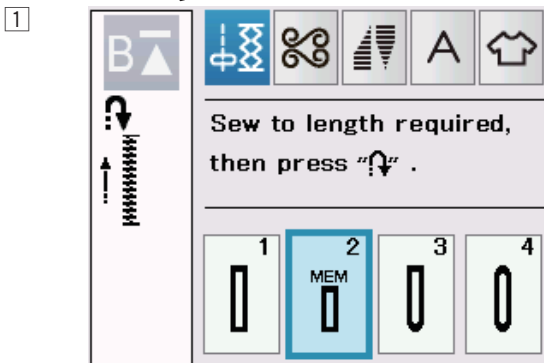 1
B
A
Sew to length required,
then press "⮎" .
1 2 3 4
MEM